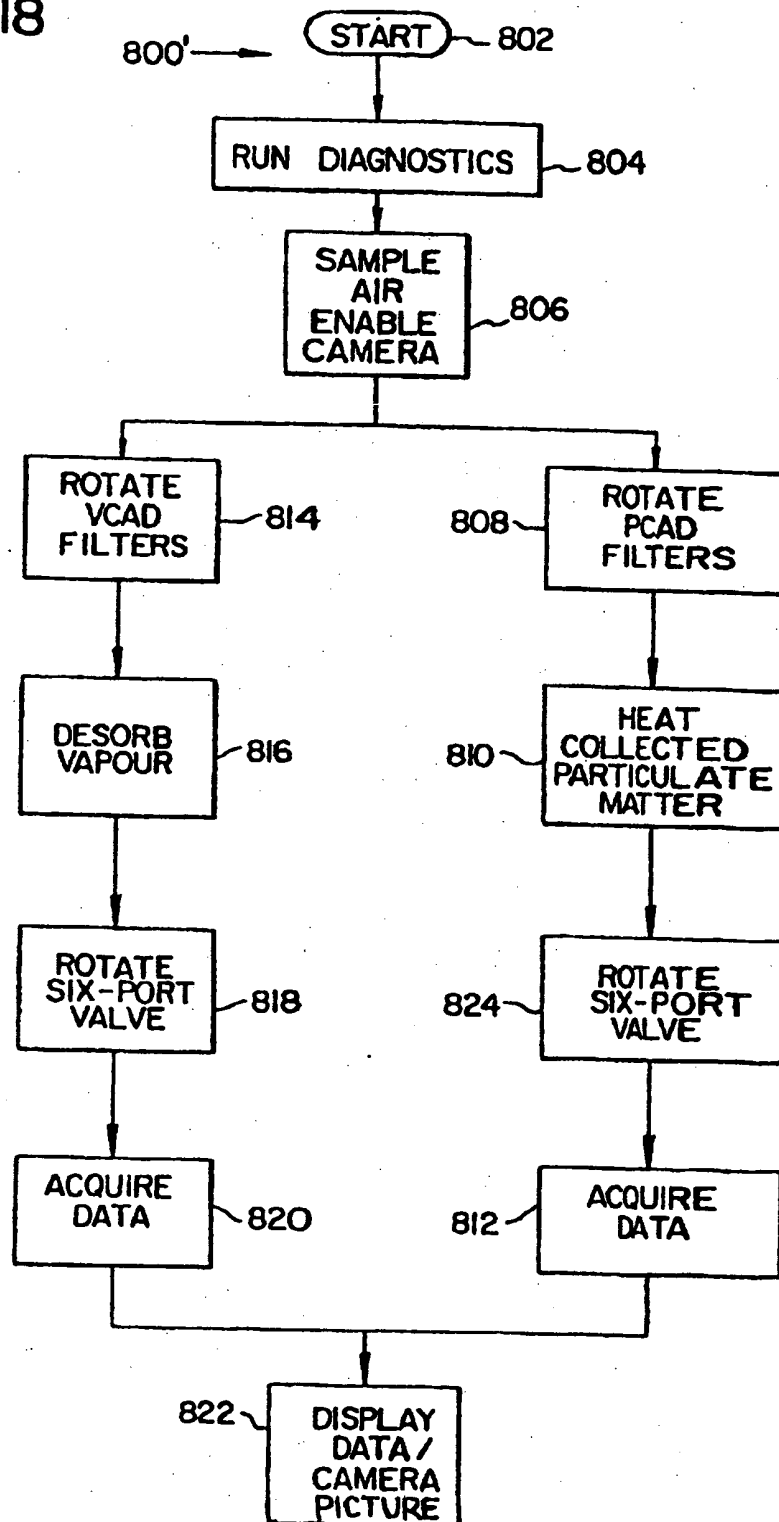 18
800'
START
802
RUN DIAGNOSTICS
804
SAMPLE
AIR
ENABLE
CAMERA
806
ROTATE
VCAD
FILTERS
814
808
ROTATE
PCAD
FILTERS
DESORB
VAPOUR
816
810
HEAT
COLLECTED
PARTICULATE
MATTER
ROTATE
SIX-PORT
VALVE
818
824
ROTATE
SIX-PORT
VALVE
ACQUIRE
DATA
820
812
ACQUIRE
DATA
822
DISPLAY
DATA/
CAMERA
PICTURE